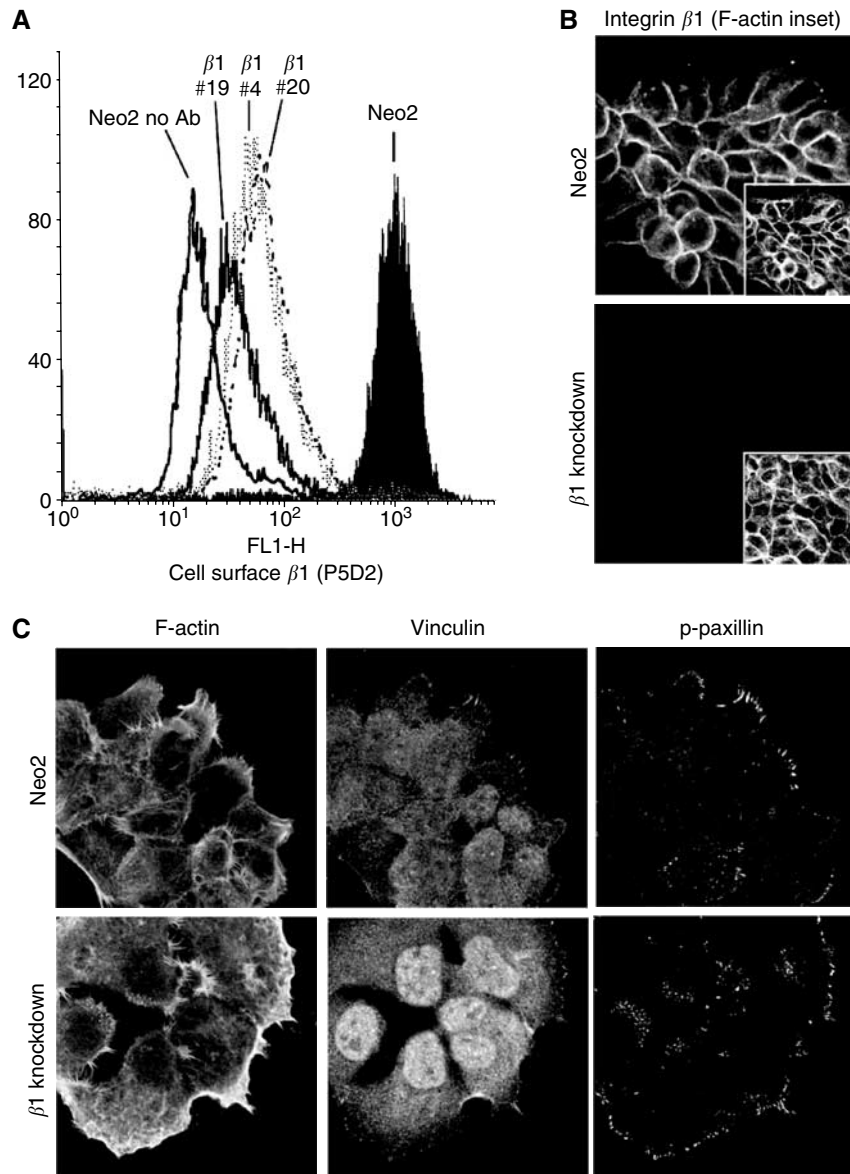 A
β1 #19
β1 #4
β1 #20
Neo2 no Ab
Neo2
120
80
40
0
10⁰
10¹
10²
10³
FL1-H
Cell surface β1 (P5D2)
B
Integrin β1 (F-actin inset)
Neo2
β1 knockdown
C
F-actin
Vinculin
p-paxillin
Neo2
β1 knockdown